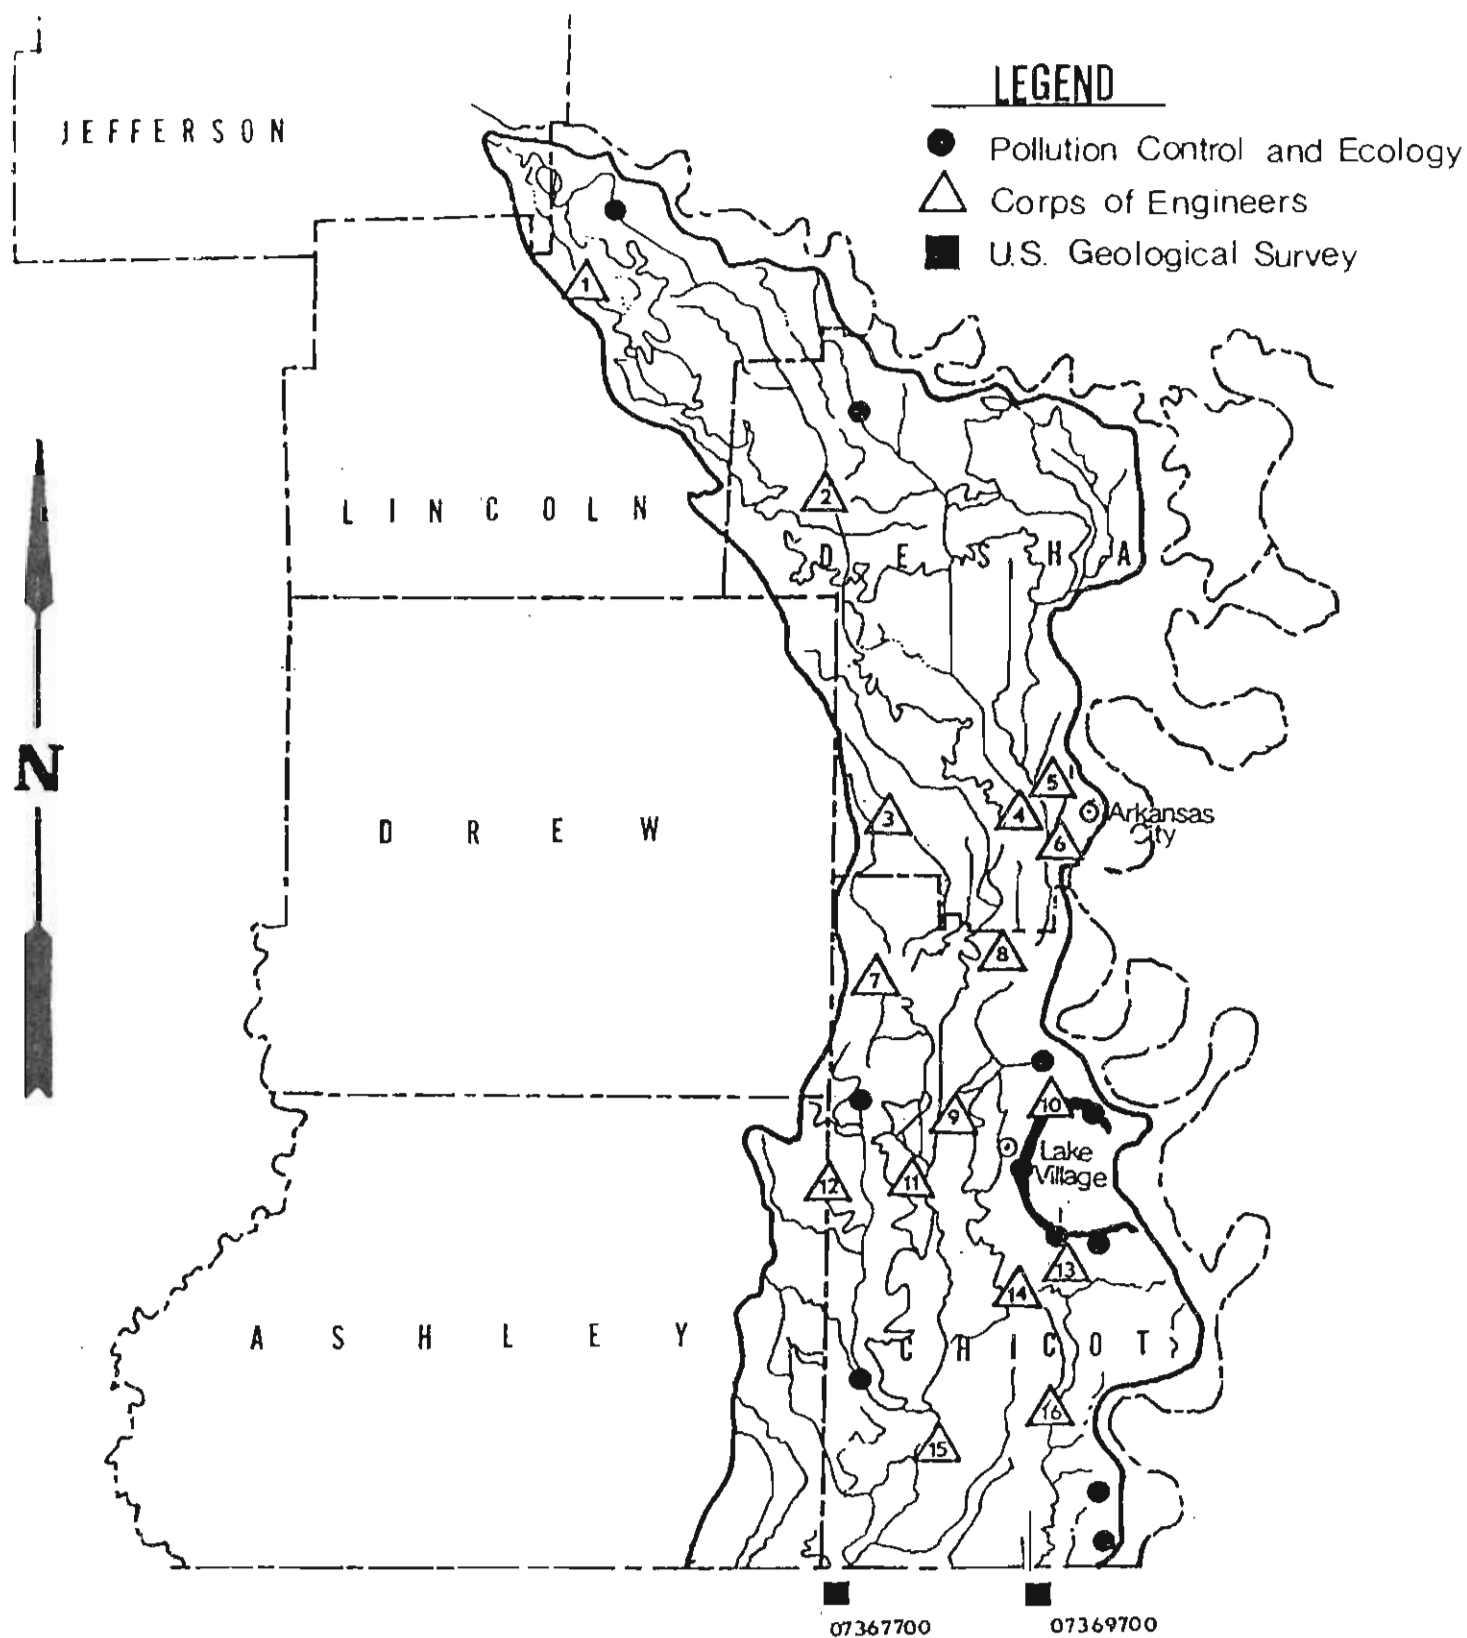 LEGEND
Pollution Control and Ecology
Corps of Engineers
U.S. Geological Survey
JEFFERSON
1
LINCOLN
2
DESHA
N
DREW
3
4
5
6
Arkansas
City
7
8
9
10
Lake
Village
11
12
13
14
ASHLEY
CHICOT
15
16
07367700
07369700